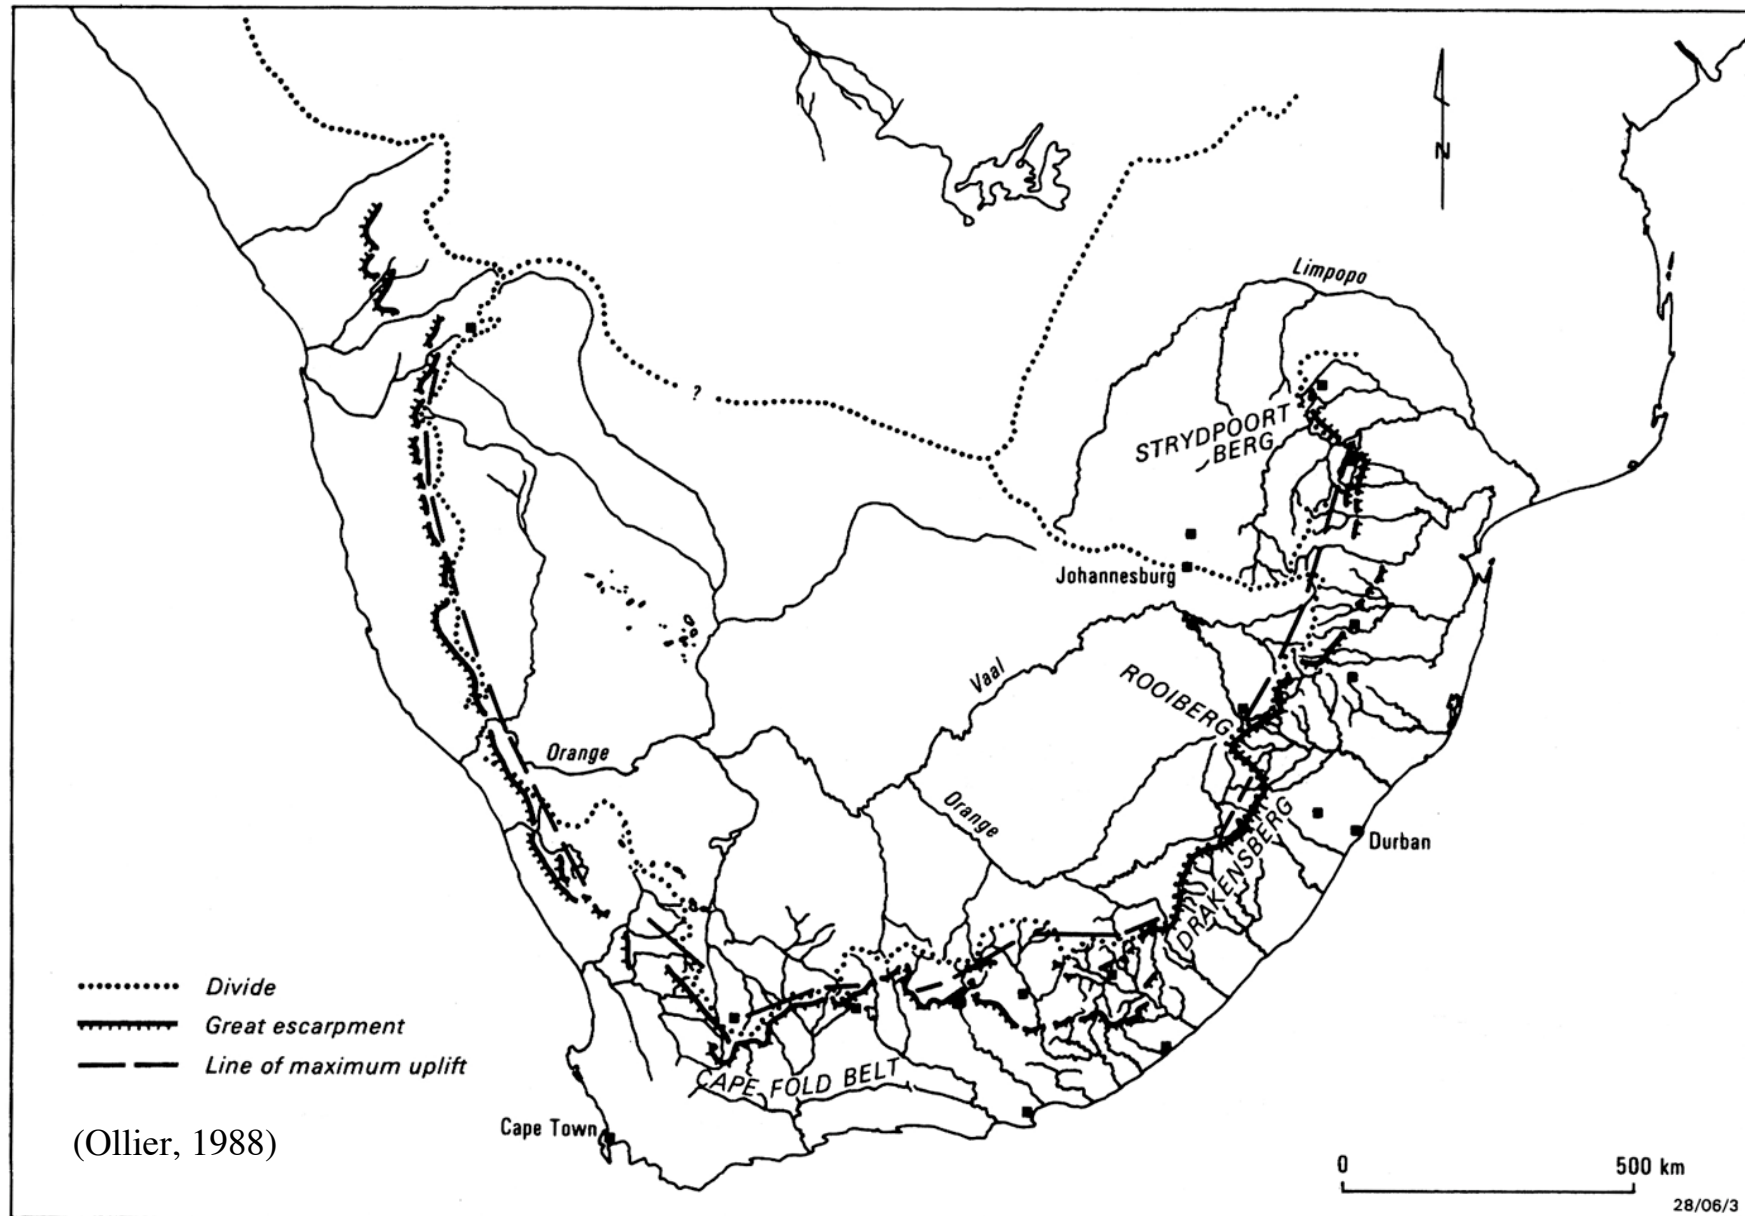 N
Limpopo
?
STRYDPOORT
BERG
Johannesburg
Vaal
ROOIBERG
Orange
Orange
Durban
DRAKENSBERG
Divide
Great escarpment
Line of maximum uplift
CAPE FOLD BELT
Cape Town
(Ollier, 1988)
0 500 km
28/06/3